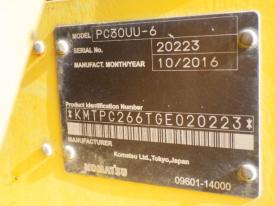 MODEL PC30UU-6
SERIAL NO. 20223
MANUFACT. MONTH/YEAR 10/2016
Product Identification Number
*KMTPC266TGE020223*
MANUFACTURER
Komatsu Ltd., Tokyo, Japan
KOMATSU
09601-14000